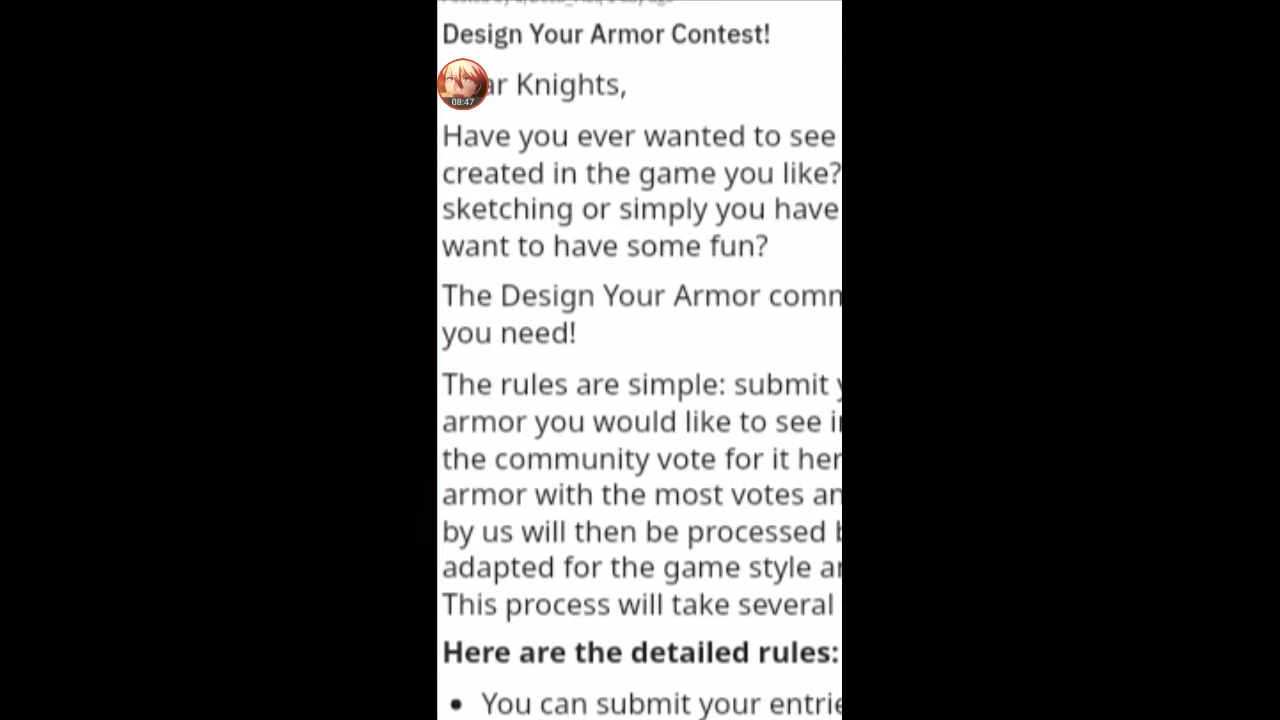 Design Your Armor Contest!
ar Knights,
08:47
Have you ever wanted to see
created in the game you like?
sketching or simply you have
want to have some fun?
The Design Your Armor comm
you need!
The rules are simple: submit y
armor you would like to see i
the community vote for it her
armor with the most votes an
by us will then be processed b
adapted for the game style a
This process will take several
Here are the detailed rules:
• You can submit your entrie